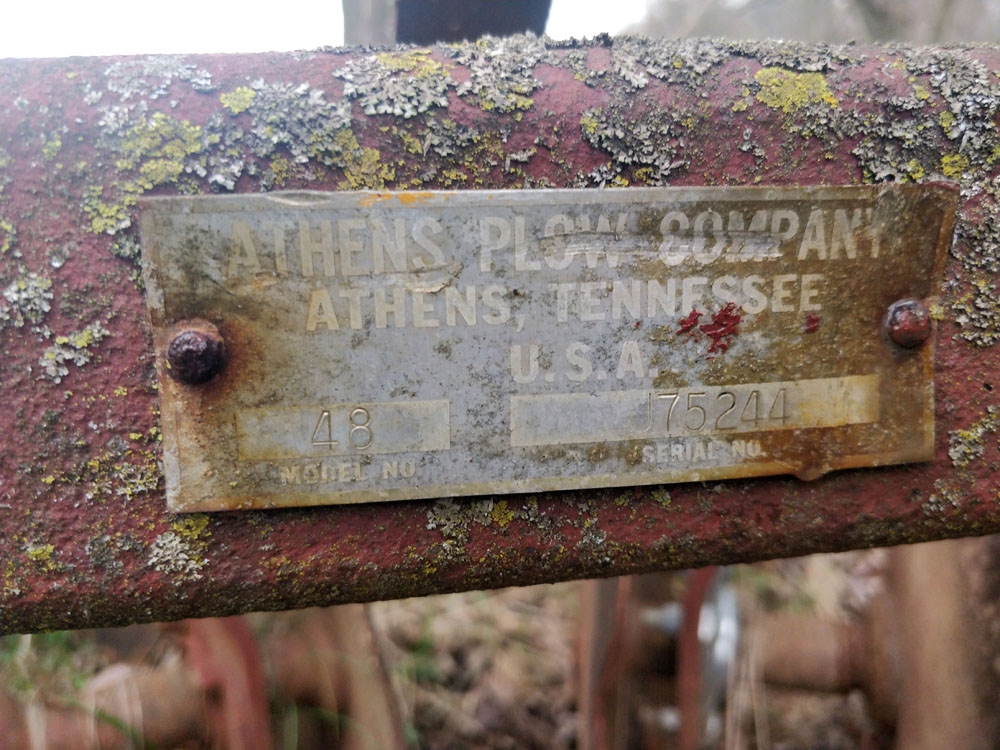 ATHENS PLOW COMPANY
ATHENS, TENNESSEE
U.S.A.
48 J75244
MODEL NO SERIAL NO.